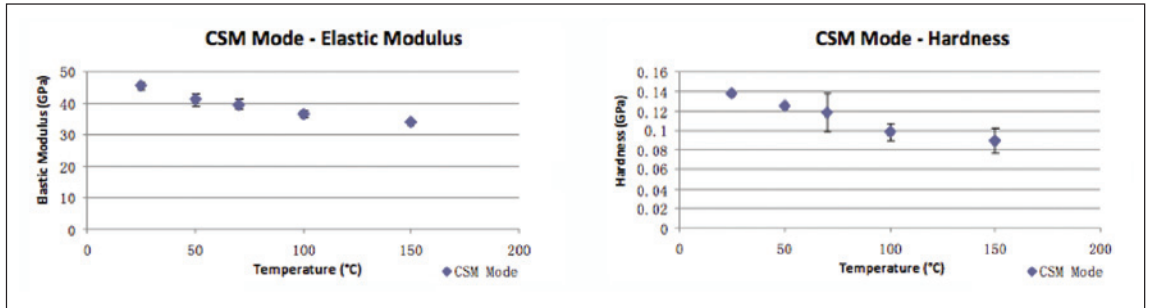 CSM Mode - Elastic Modulus
50
40
30
20
10
0
Elastic Modulus (GPa)
0 50 100 150 200
Temperature (°C)
CSM Mode
CSM Mode - Hardness
0.16
0.14
0.12
0.1
0.08
0.06
0.04
0.02
0
Hardness (GPa)
0 50 100 150 200
Temperature (°C)
CSM Mode